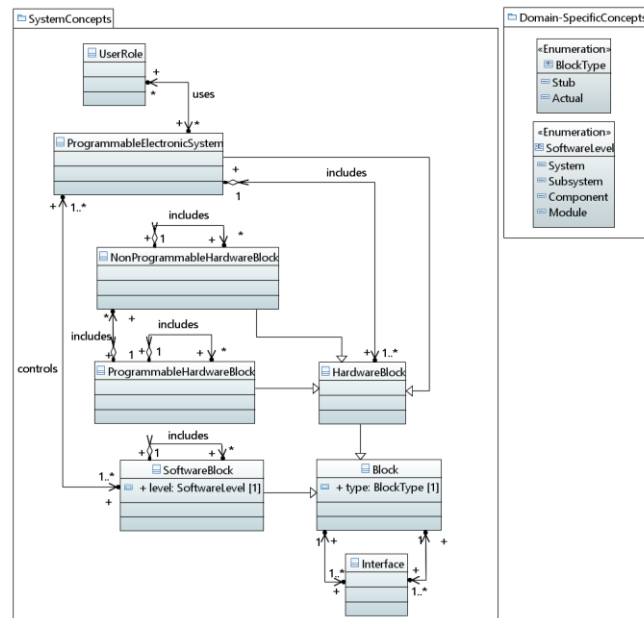 SystemConcepts
Domain-SpecificConcepts
UserRole
«Enumeration»
BlockType
Stub
Actual
+
*
uses
+
*
ProgrammableElectronicSystem
«Enumeration»
SoftwareLevel
System
Subsystem
Component
Module
+
1
includes
+
1..*
includes
+
1
+
*
NonProgrammableHardwareBlock
*
+
includes
+
1
includes
+
1
+
*
controls
+
1..*
ProgrammableHardwareBlock
HardwareBlock
includes
+
1
+
*
1..*
+
SoftwareBlock
+ level: SoftwareLevel [1]
Block
+ type: BlockType [1]
1
+
1
+
1..*
+
Interface
+
1..*